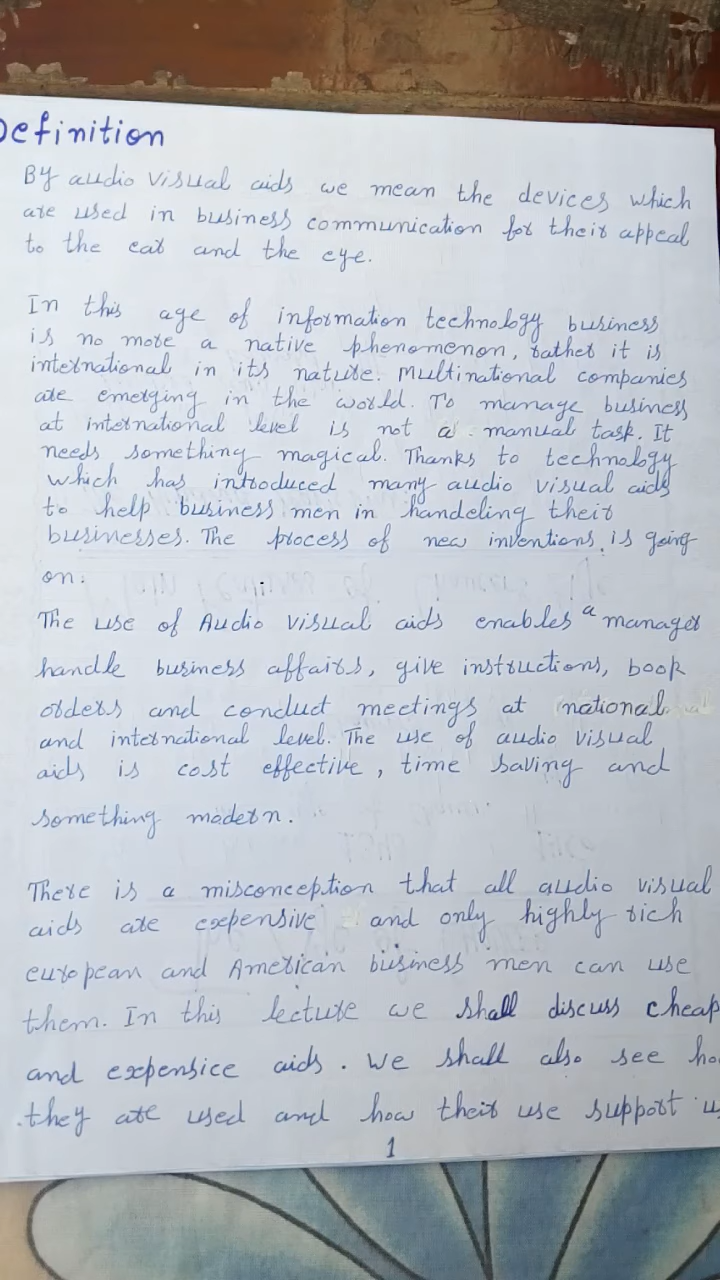 Definition
By audio visual aids we mean the devices which
are used in business communication for their appeal
to the ear and the eye.
In this age of information technology business
is no more a native phenomenon, rather it is
international in its nature. Multinational companies
are emerging in the world. To manage business
at international level is not a manual task. It
needs something magical. Thanks to technology
which has introduced many audio visual aids
to help business men in handeling their
businesses. The process of new inventions is going
on.
The use of Audio visual aids enables a manager
handle business affairs, give instructions, book
orders and conduct meetings at national
and international level. The use of audio visual
aids is cost effective, time saving and
something modern.
There is a misconception that all audio visual
aids are expensive and only highly rich
european and American business men can use
them. In this lecture we shall discuss cheap
and expensice aids. We shall also see ho
they are used and how their use support us
1